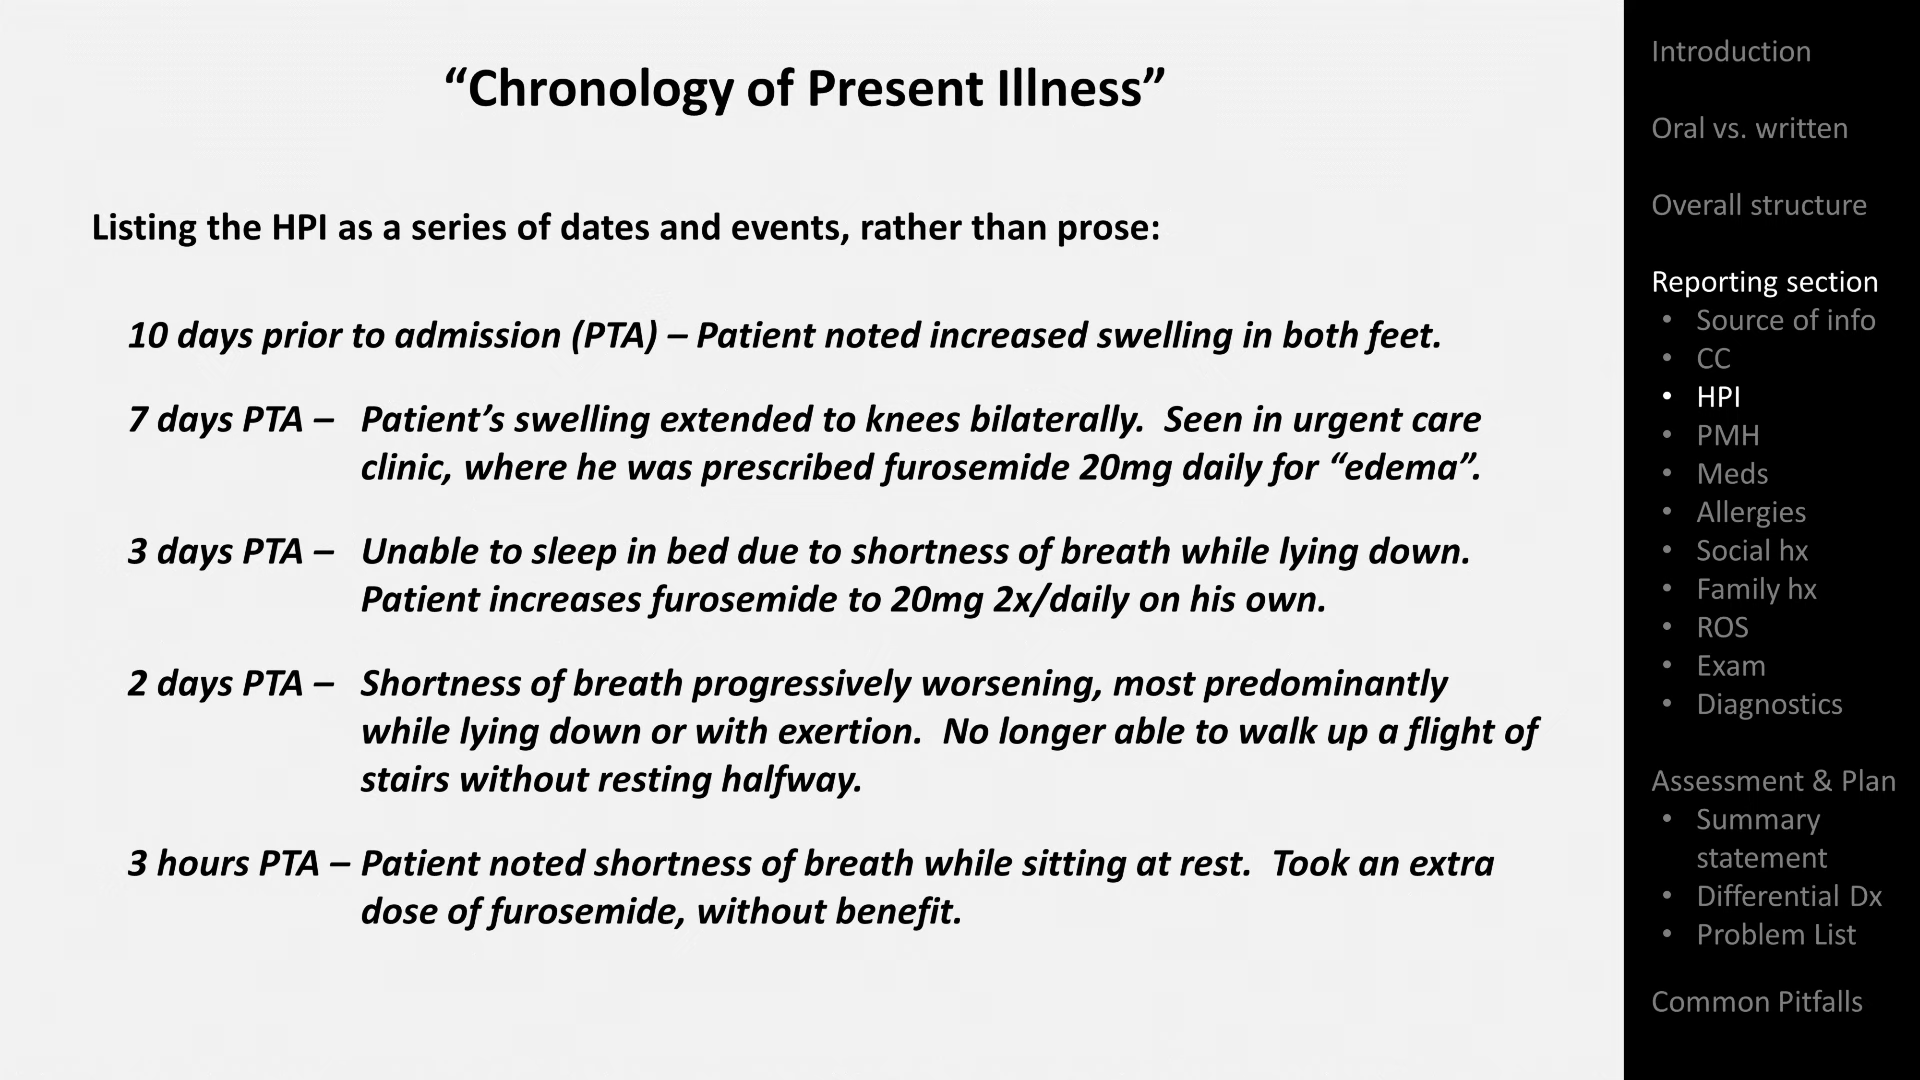 “Chronology of Present Illness”
Listing the HPI as a series of dates and events, rather than prose:
10 days prior to admission (PTA) – Patient noted increased swelling in both feet.
7 days PTA – Patient’s swelling extended to knees bilaterally. Seen in urgent care
clinic, where he was prescribed furosemide 20mg daily for “edema”.
3 days PTA – Unable to sleep in bed due to shortness of breath while lying down.
Patient increases furosemide to 20mg 2x/daily on his own.
2 days PTA – Shortness of breath progressively worsening, most predominantly
while lying down or with exertion. No longer able to walk up a flight of
stairs without resting halfway.
3 hours PTA – Patient noted shortness of breath while sitting at rest. Took an extra
dose of furosemide, without benefit.
Introduction
Oral vs. written
Overall structure
Reporting section
• Source of info
• CC
• HPI
• PMH
• Meds
• Allergies
• Social hx
• Family hx
• ROS
• Exam
• Diagnostics
Assessment & Plan
• Summary
statement
• Differential Dx
• Problem List
Common Pitfalls